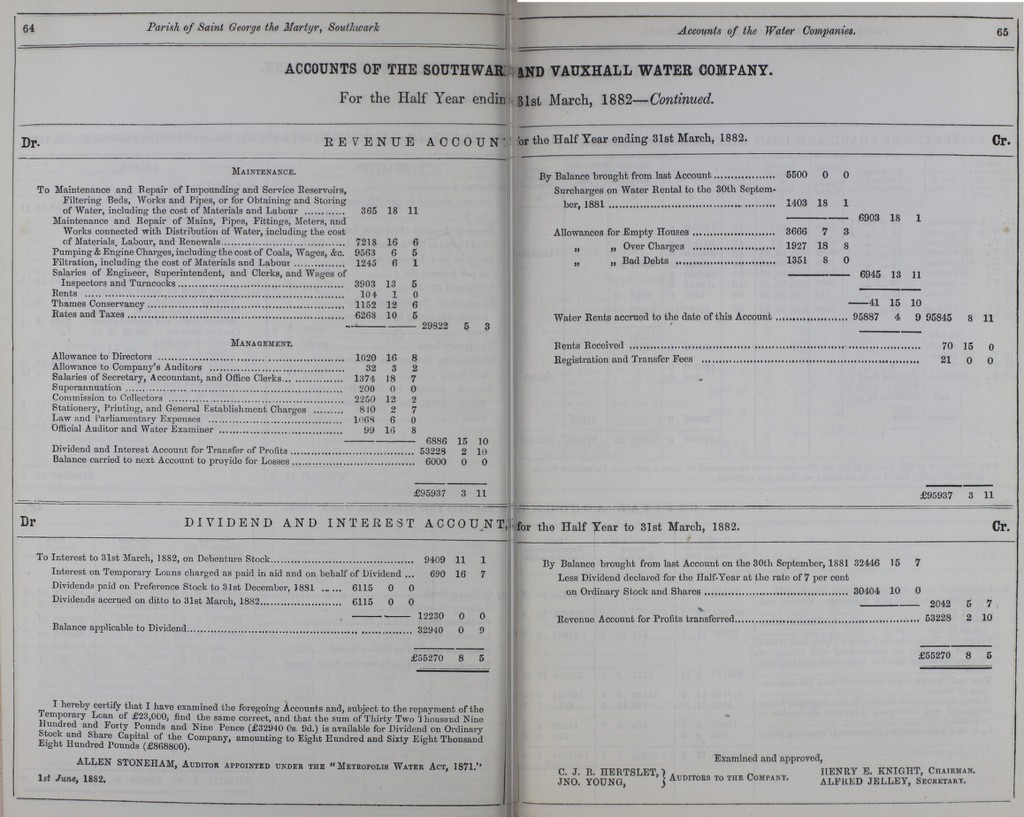 64
Parish of Saint George the Martyr, Southwark
Accounts of the Water Companies.
65
ACCOUNTS OF THE SOUTHWAR AND VAUXHALL WATER COMPANY.
For the Half Year endin 31st March, 1882—Continued.
Dr. REVENUE ACCOUN or the Half Year ending 31st March, 1882. Cr.
MAINTENANCE.
To Maintenance and Repair of Impounding and Service Reservoirs,
Filtering Beds, Works and Pipes, or for Obtaining and Storing
of Water, including the cost of Materials and Labour ............ 365 18 11
Maintenance and Repair of Mains, Pipes, Fittings, Meters, and
Works connected with Distribution of Water, including the cost
of Materials, Labour, and Renewals................................ 7218 16 6
Pumping & Engine Charges, including the cost of Coals, Wages, &c. 9563 6 5
Filtration, including the cost of Materials and Labour .............. 1245 6 1
Salaries of Engineer, Superintendent, and Clerks, and Wages of
Inspectors and Turncocks............................................. 3903 13 5
Rents ................................................................ 104 1 0
Thames Conservancy.................................................. 1152 12 6
Rates and Taxes ...................................................... 6268 10 5
29822 5 3
MANAGEMENT.
Allowance to Directors ............................................... 1020 16 8
Allowance to Company's Auditors ..................................... 32 3 2
Salaries of Secretary, Accountant, and Office Clerks................. 1374 18 7
Superannuation ....................................................... 200 0 0
Commission to Collectors ............................................. 2250 12 2
Stationery, Printing, and General Establishment Charges ......... 840 2 7
Law and Parliamentary Expenses ..................................... 1068 6 0
Official Auditor and Water Examiner ................................. 99 16 8
6886 15 10
Dividend and Interest Account for Transfer of Profits................ 53228 2 10
Balance carried to next Account to provide for Losses................ 6000 0 0
£95937 3 11
By Balance brought from last Account ................. 5500 0 0
Surcharges on Water Rental to the 30th Septem-
ber, 1881 ............................................. 1403 18 1
6903 18 1
Allowances for Empty Houses ........................ 3666 7 3
„ „ Over Charges ........................ 1927 18 8
„ „ Bad Debts ............................ 1351 8 0
6945 13 11
—41 15 10
Water Rents accrued to the date of this Account .................... 95887 4 9 95845 8 11
Rents Received ....................................................... 70 15 0
Registration and Transfer Fees ...................................... 21 0 0
£95937 3 11
Dr DIVIDEND AND INTEREST ACCOUNT, for the Half Year to 31st March, 1882. Cr.
To Interest to 31st March, 1882, on Debenture Stock................. 9409 11 1
Interest on Temporary Loans charged as paid in aid and on behalf of Dividend ... 690 16 7
Dividends paid on Preference Stock to 31st December, 1881 ...... 6115 0 0
Dividends accrued on ditto to 31st March, 1882....................... 6115 0 0
12230 0 0
Balance applicable to Dividend........................................ 32940 0 9
£55270 8 5
By Balance brought from last Account on the 30th September, 1881 32446 15 7
Less Dividend declared for the Half-Year at the rate of 7 per cent
on Ordinary Stock and Shares ........................................ 30404 10 0
2042 5 7
Revenue Account for Profits transferred............................... 53228 2 10
£55270 8 5
I hereby certify that I have examined the foregoing Accounts and, subject to the repayment of the
Temporary Loan of £23,000, find the same correct, and that the sum of Thirty Two Thousand Nine
Hundred and Forty Pounds and Nine Pence (£32940 0s 9d.) is available for Dividend on Ordinary
Stock and Share Capital of the Company, amounting to Eight Hundred and Sixty Eight Thousand
Eight Hundred Pounds (£868800).
ALLEN STONEHAM, AUDITOR APPOINTED UNDER THE "METROPOLIS WATER ACT, 1871."
1st June, 1882.
Examined and approved,
C. J. B. HERTSLET, } AUDITORS TO THE COMPANY. HENRY E. KNIGHT, CHAIRMAN.
JNO. YOUNG, ALFRED JELLEY, SECRETARY.